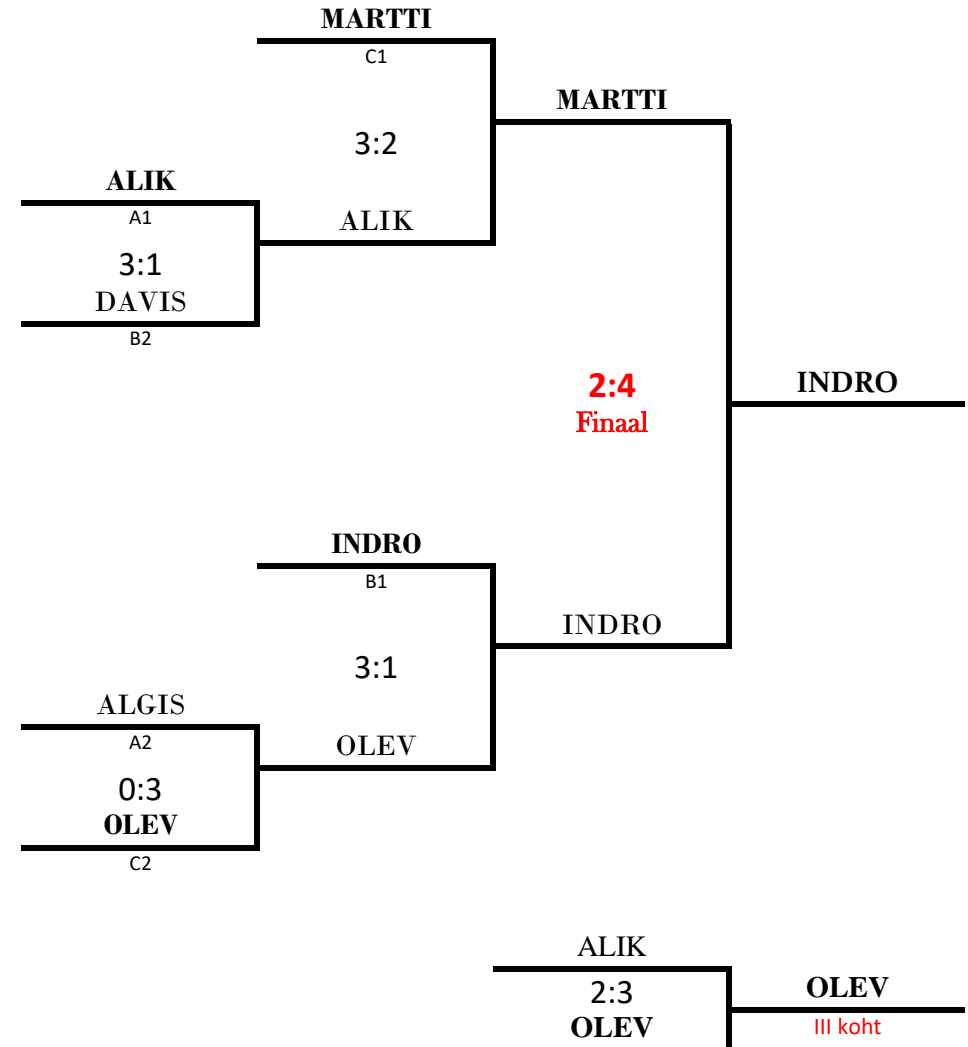 MARTTI
C1
MARTTI
3:2
ALIK
A1
ALIK
3:1
DAVIS
B2
2:4
Finaal
INDRO
INDRO
B1
INDRO
3:1
ALGIS
A2
OLEV
0:3
OLEV
C2
ALIK
2:3
OLEV
OLEV
III koht